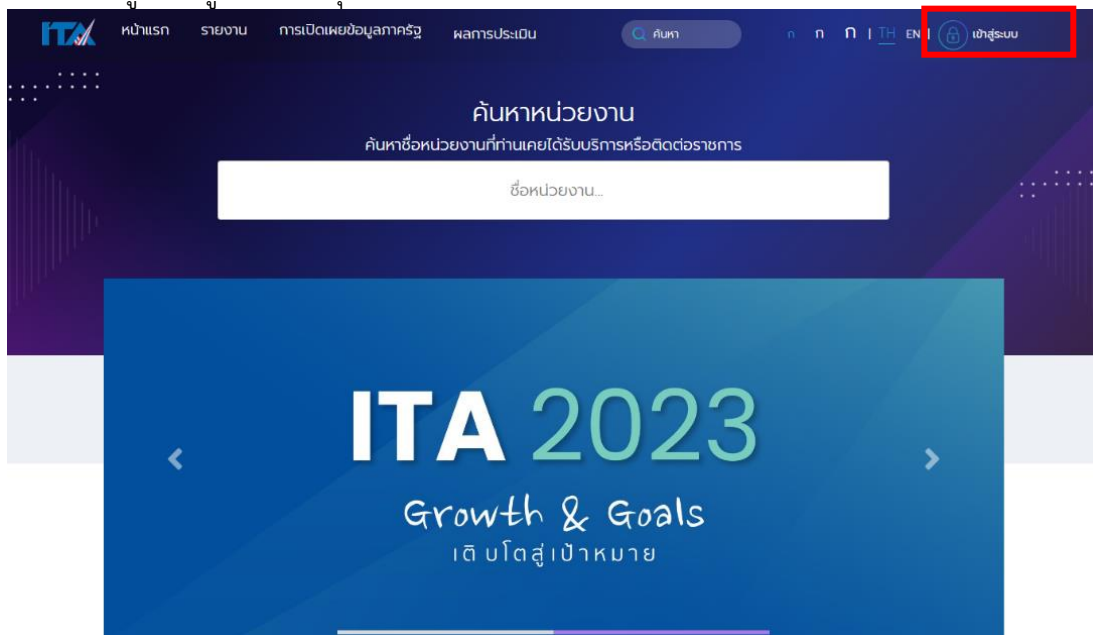 ITA หน้าแรก รายงาน การเปิดเผยข้อมูลภาครัฐ ผลการประเมิน ค้นหา ก ก ก | TH EN | เข้าสู่ระบบ
ค้นหาหน่วยงาน
ค้นหาชื่อหน่วยงานที่ท่านเคยได้รับบริการหรือติดต่อราชการ
ชื่อหน่วยงาน...
ITA 2023
Growth & Goals
เติบโตสู่เป้าหมาย